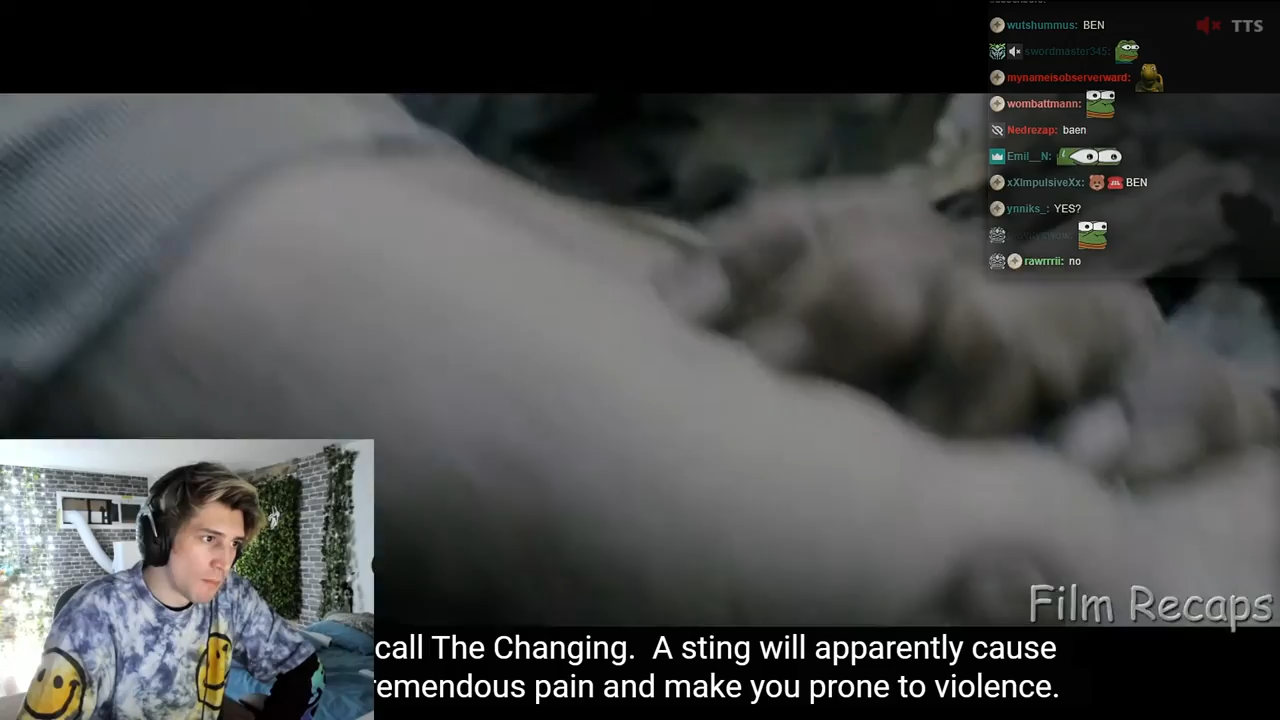 wutshummus: BEN
TTS
swordmaster345:
mynameisobserverward:
wombattmann:
Nedrezap: baen
Emil__N:
xXImpulsiveXx: BEN
ynniks_: YES?
rawrrrii: no
Film Recaps
call The Changing. A sting will apparently cause
remendous pain and make you prone to violence.